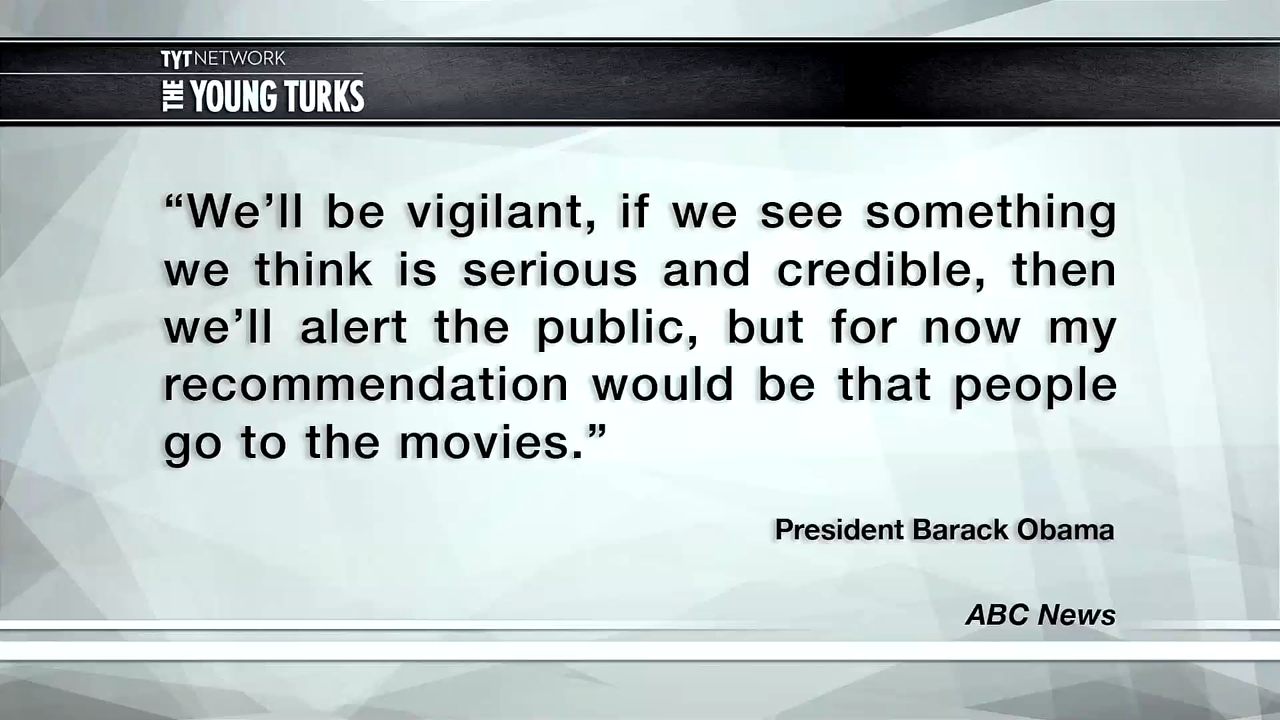 TYT NETWORK
THE YOUNG TURKS
“We’ll be vigilant, if we see something
we think is serious and credible, then
we’ll alert the public, but for now my
recommendation would be that people
go to the movies.”
President Barack Obama
ABC News